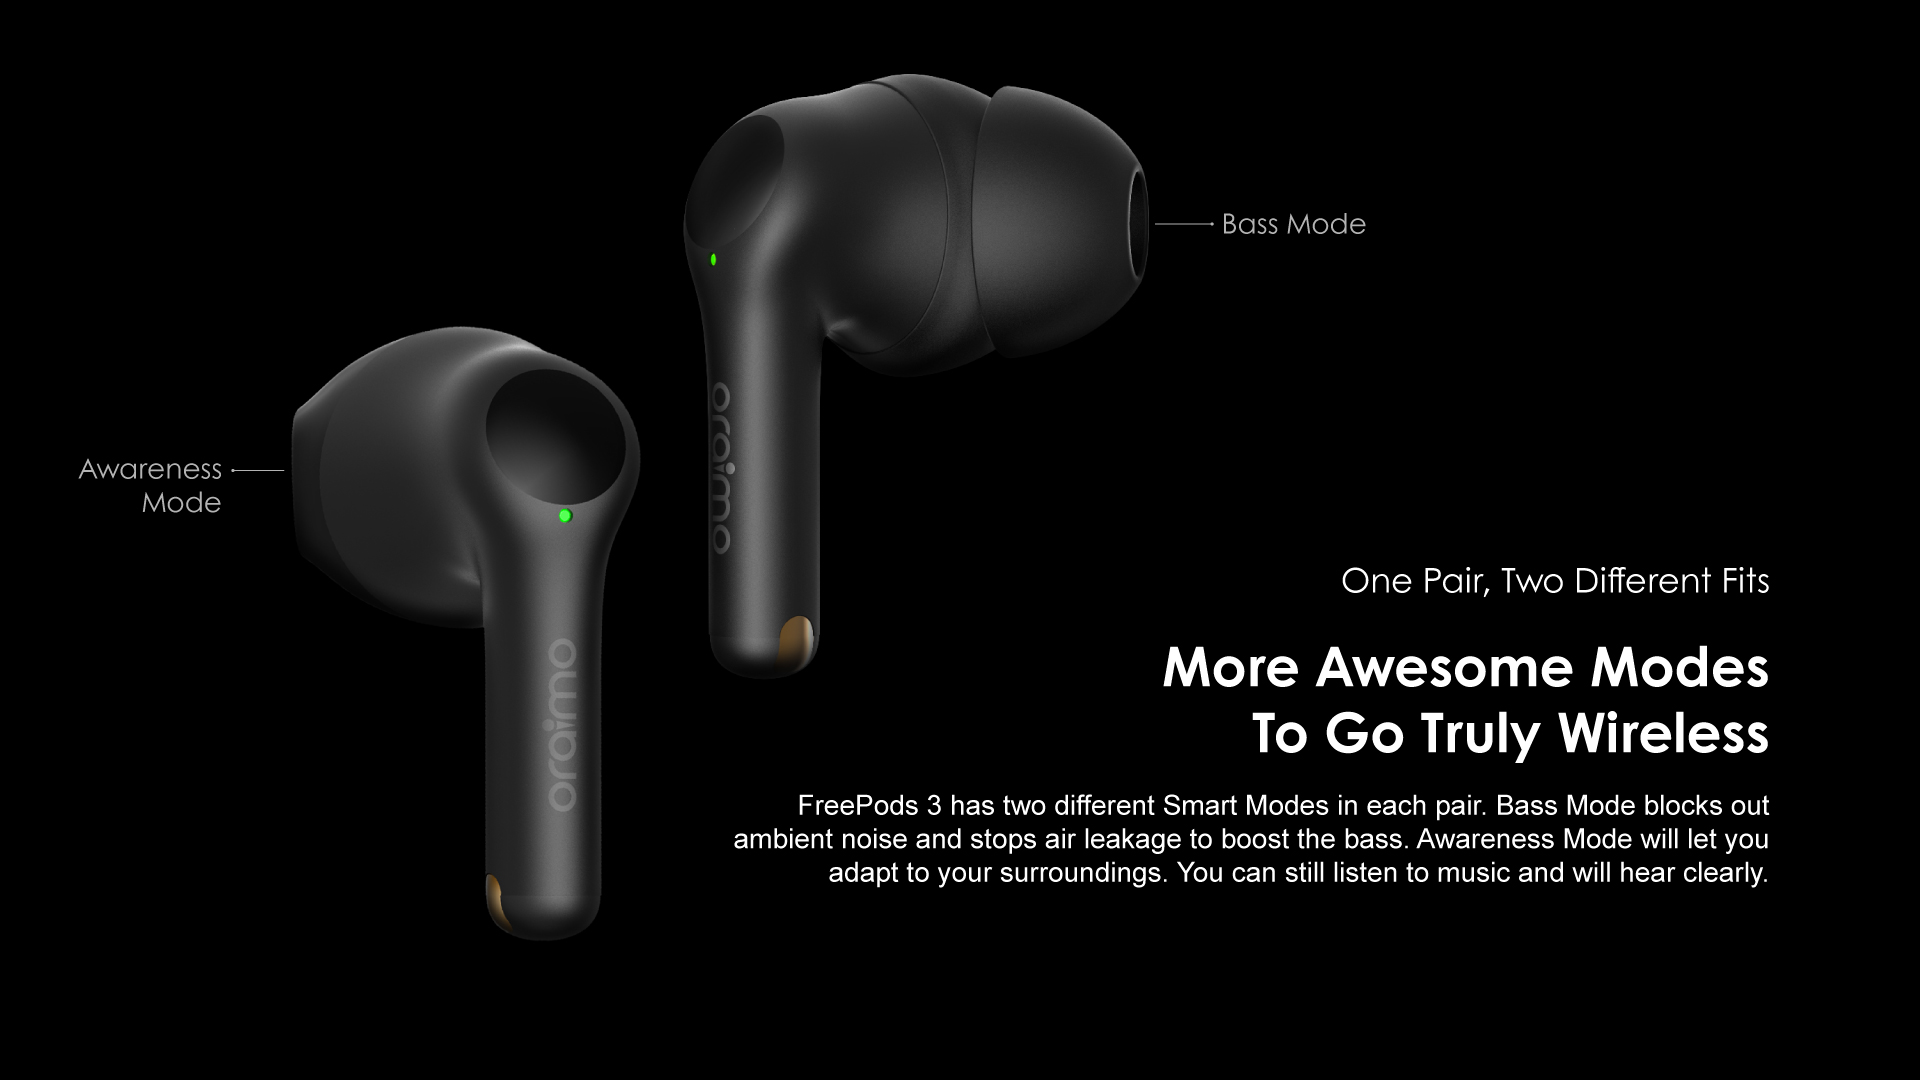 Bass Mode
oraimo
Awareness
Mode
oraimo
One Pair, Two Different Fits
More Awesome Modes
To Go Truly Wireless
FreePods 3 has two different Smart Modes in each pair. Bass Mode blocks out
ambient noise and stops air leakage to boost the bass. Awareness Mode will let you
adapt to your surroundings. You can still listen to music and will hear clearly.